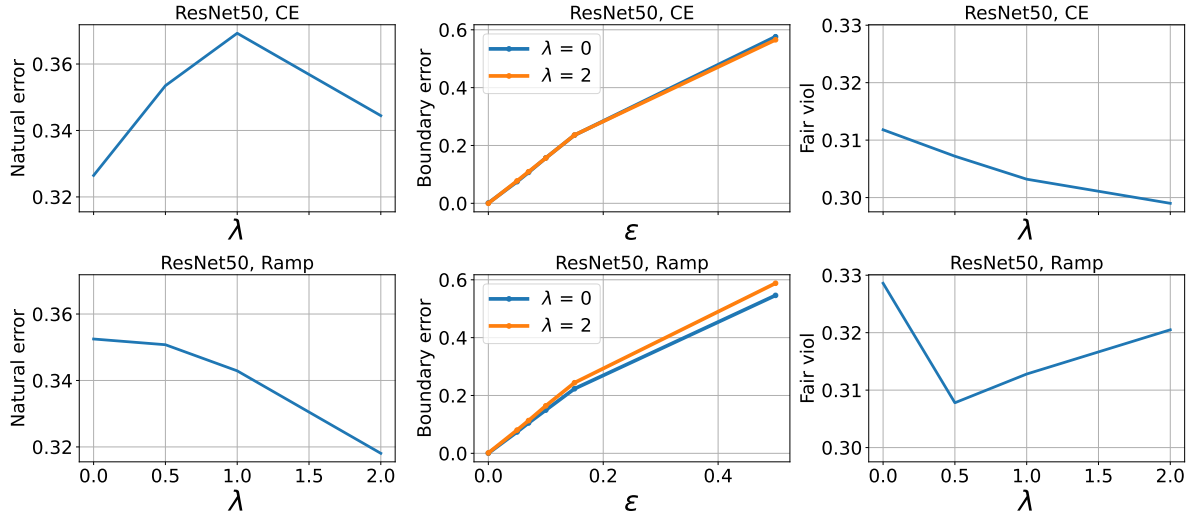 ResNet50, CE
Natural error
0.36
0.34
0.32
λ
ResNet50, CE
Boundary error
0.6
0.4
0.2
0.0
λ = 0
λ = 2
ε
ResNet50, CE
Fair viol
0.33
0.32
0.31
0.30
λ
ResNet50, Ramp
Natural error
0.36
0.34
0.32
0.0 0.5 1.0 1.5 2.0
λ
ResNet50, Ramp
Boundary error
0.6
0.4
0.2
0.0
λ = 0
λ = 2
0.0 0.2 0.4
ε
ResNet50, Ramp
Fair viol
0.33
0.32
0.31
0.30
0.0 0.5 1.0 1.5 2.0
λ